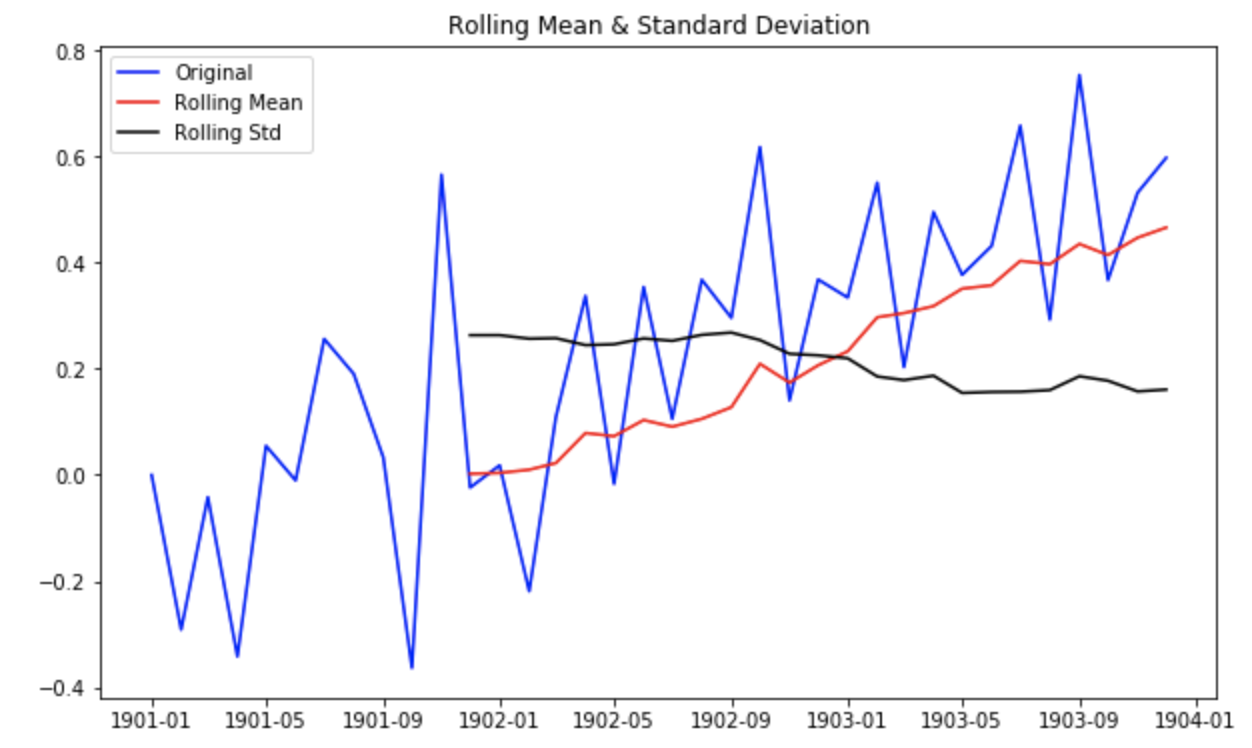 Rolling Mean & Standard Deviation
0.8
0.6
0.4
0.2
0.0
−0.2
−0.4
Original
Rolling Mean
Rolling Std
1901-01 1901-05 1901-09 1902-01 1902-05 1902-09 1903-01 1903-05 1903-09 1904-01